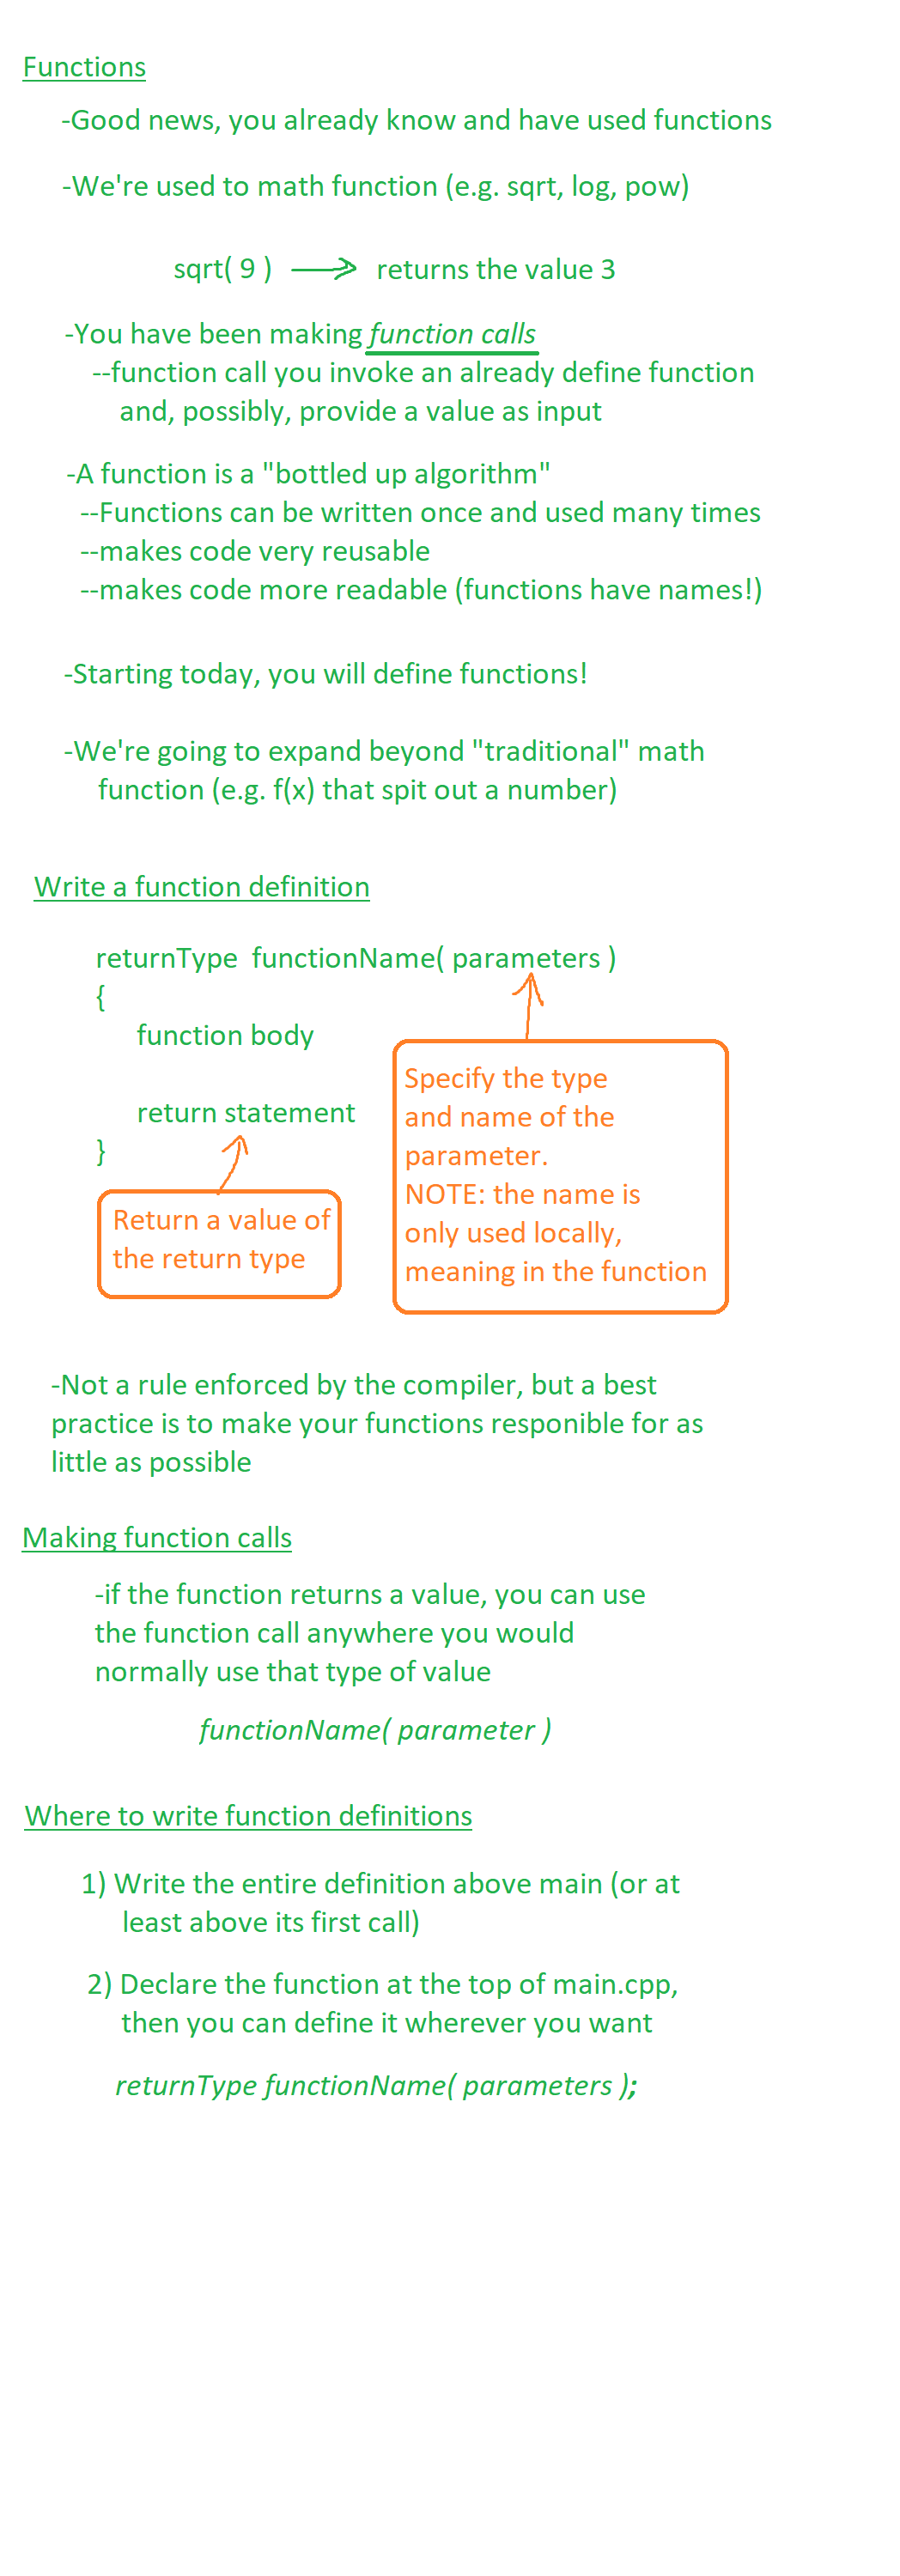 Functions
-Good news, you already know and have used functions
-We're used to math function (e.g. sqrt, log, pow)
sqrt( 9 ) returns the value 3
-You have been making function calls
--function call you invoke an already define function
and, possibly, provide a value as input
-A function is a "bottled up algorithm"
--Functions can be written once and used many times
--makes code very reusable
--makes code more readable (functions have names!)
-Starting today, you will define functions!
-We're going to expand beyond "traditional" math
function (e.g. f(x) that spit out a number)
Write a function definition
returnType functionName( parameters )
{
function body
return statement
}
Return a value of
the return type
Specify the type
and name of the
parameter.
NOTE: the name is
only used locally,
meaning in the function
-Not a rule enforced by the compiler, but a best
practice is to make your functions responible for as
little as possible
Making function calls
-if the function returns a value, you can use
the function call anywhere you would
normally use that type of value
functionName( parameter )
Where to write function definitions
1) Write the entire definition above main (or at
least above its first call)
2) Declare the function at the top of main.cpp,
then you can define it wherever you want
returnType functionName( parameters );